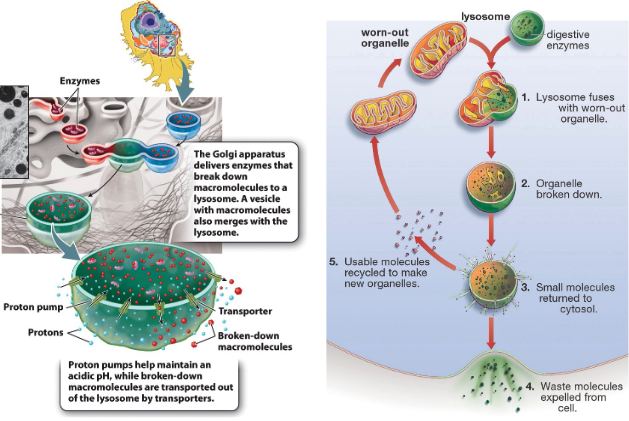 Enzymes
The Golgi apparatus
delivers enzymes that
break down
macromolecules to a
lysosome. A vesicle
with macromolecules
also merges with the
lysosome.
Proton pump
Protons
Transporter
Broken-down
macromolecules
Proton pumps help maintain an
acidic pH, while broken-down
macromolecules are transported out
of the lysosome by transporters.
lysosome
worn-out
organelle
digestive
enzymes
1. Lysosome fuses
with worn-out
organelle.
2. Organelle
broken down.
3. Small molecules
returned to
cytosol.
5. Usable molecules
recycled to make
new organelles.
4. Waste molecules
expelled from
cell.